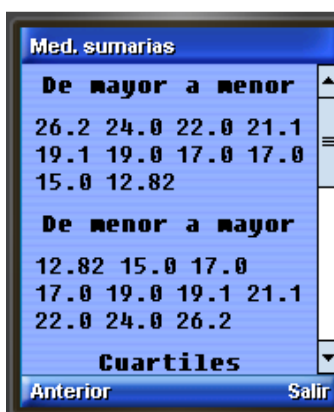 Med. sumarias
De mayor a menor
26.2 24.0 22.0 21.1
19.1 19.0 17.0 17.0
15.0 12.82
De menor a mayor
12.82 15.0 17.0
17.0 19.0 19.1 21.1
22.0 24.0 26.2
Cuartiles
Anterior Salir